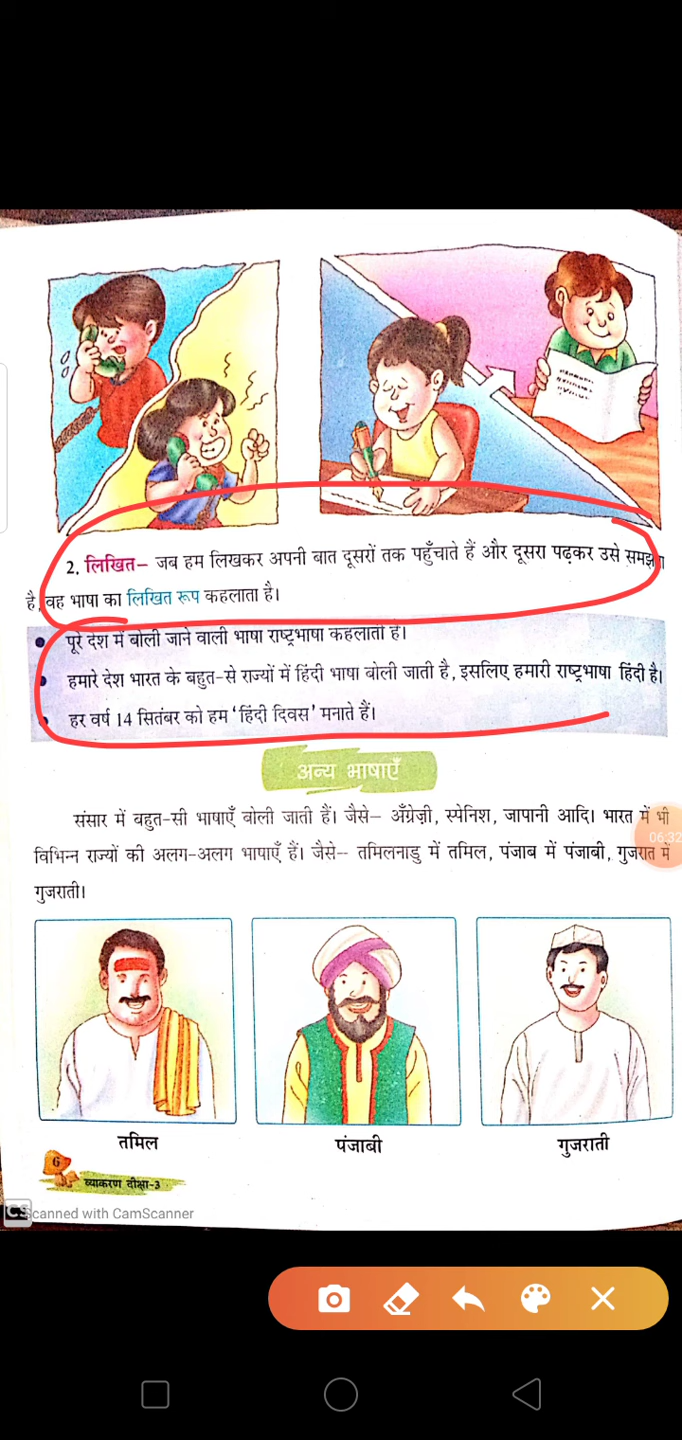 2. लिखित– जब हम लिखकर अपनी बात दूसरों तक पहुँचाते हैं और दूसरा पढ़कर उसे समझता
है, वह भाषा का लिखित रूप कहलाता है।
पूरे देश में बोली जाने वाली भाषा राष्ट्रभाषा कहलाती है।
हमारे देश भारत के बहुत-से राज्यों में हिंदी भाषा बोली जाती है, इसलिए हमारी राष्ट्रभाषा हिंदी है।
हर वर्ष 14 सितंबर को हम ‘हिंदी दिवस’ मनाते हैं।
अन्य भाषाएँ
संसार में बहुत-सी भाषाएँ बोली जाती हैं। जैसे– अँग्रेज़ी, स्पेनिश, जापानी आदि। भारत में भी
06:32
विभिन्न राज्यों की अलग-अलग भाषाएँ हैं। जैसे– तमिलनाडु में तमिल, पंजाब में पंजाबी, गुजरात में
गुजराती।
तमिल पंजाबी गुजराती
6 व्याकरण दीक्षा-3
CS Scanned with CamScanner